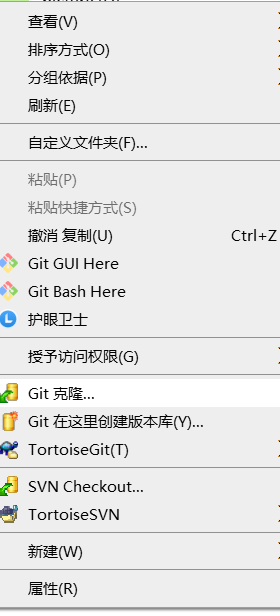 查看(V)
排序方式(O)
分组依据(P)
刷新(E)
自定义文件夹(F)...
粘贴(P)
粘贴快捷方式(S)
撤消 复制(U) Ctrl+Z
Git GUI Here
Git Bash Here
护眼卫士
授予访问权限(G)
Git 克隆...
Git 在这里创建版本库(Y)...
TortoiseGit(T)
SVN Checkout...
TortoiseSVN
新建(W)
属性(R)